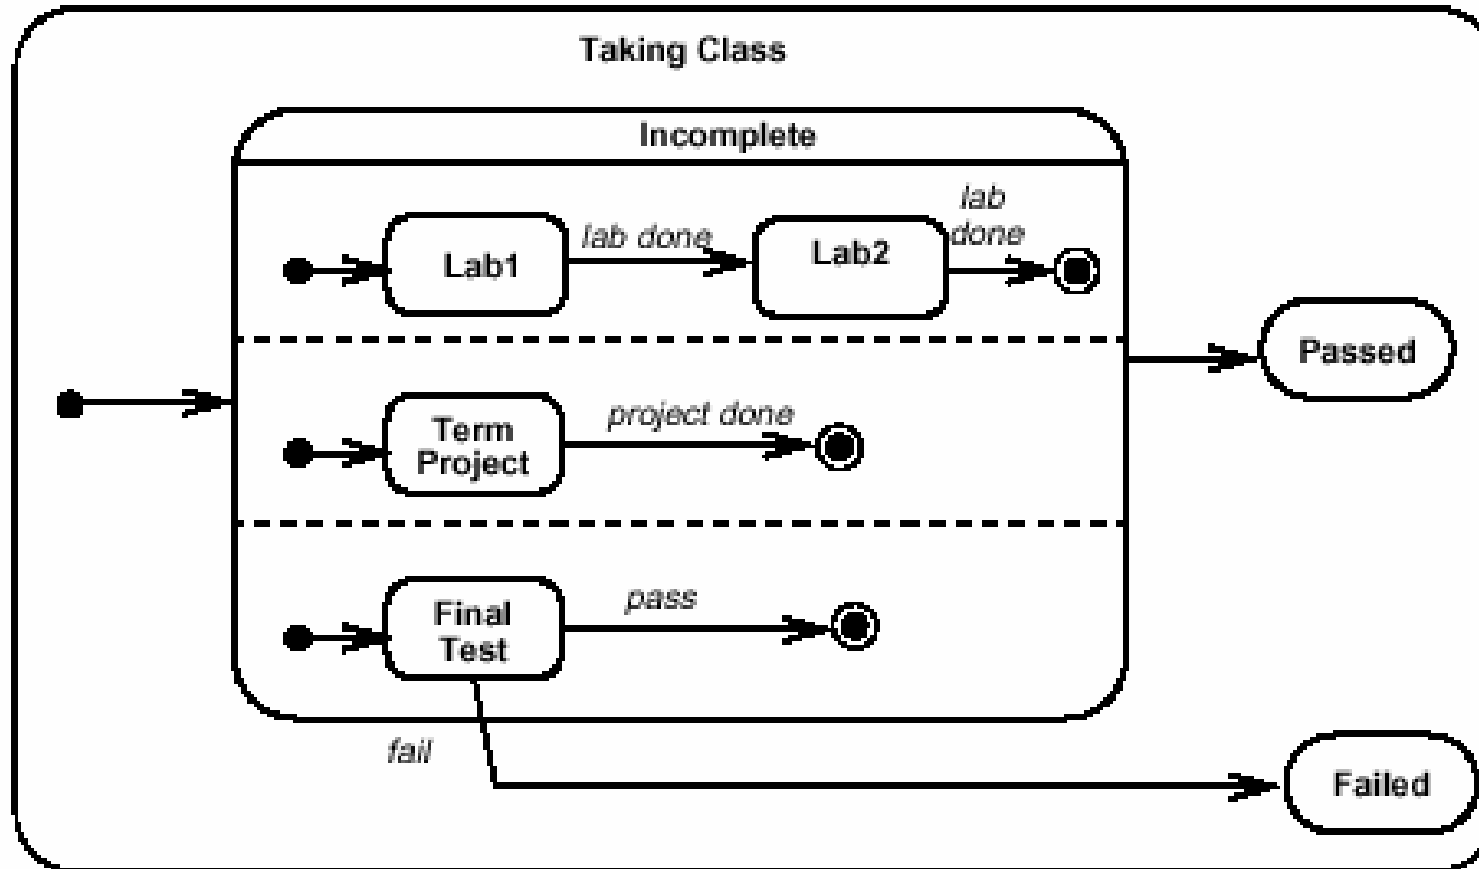 Taking Class
Incomplete
Lab1
lab done
Lab2
lab
done
Passed
Term
Project
project done
Final
Test
pass
fail
Failed